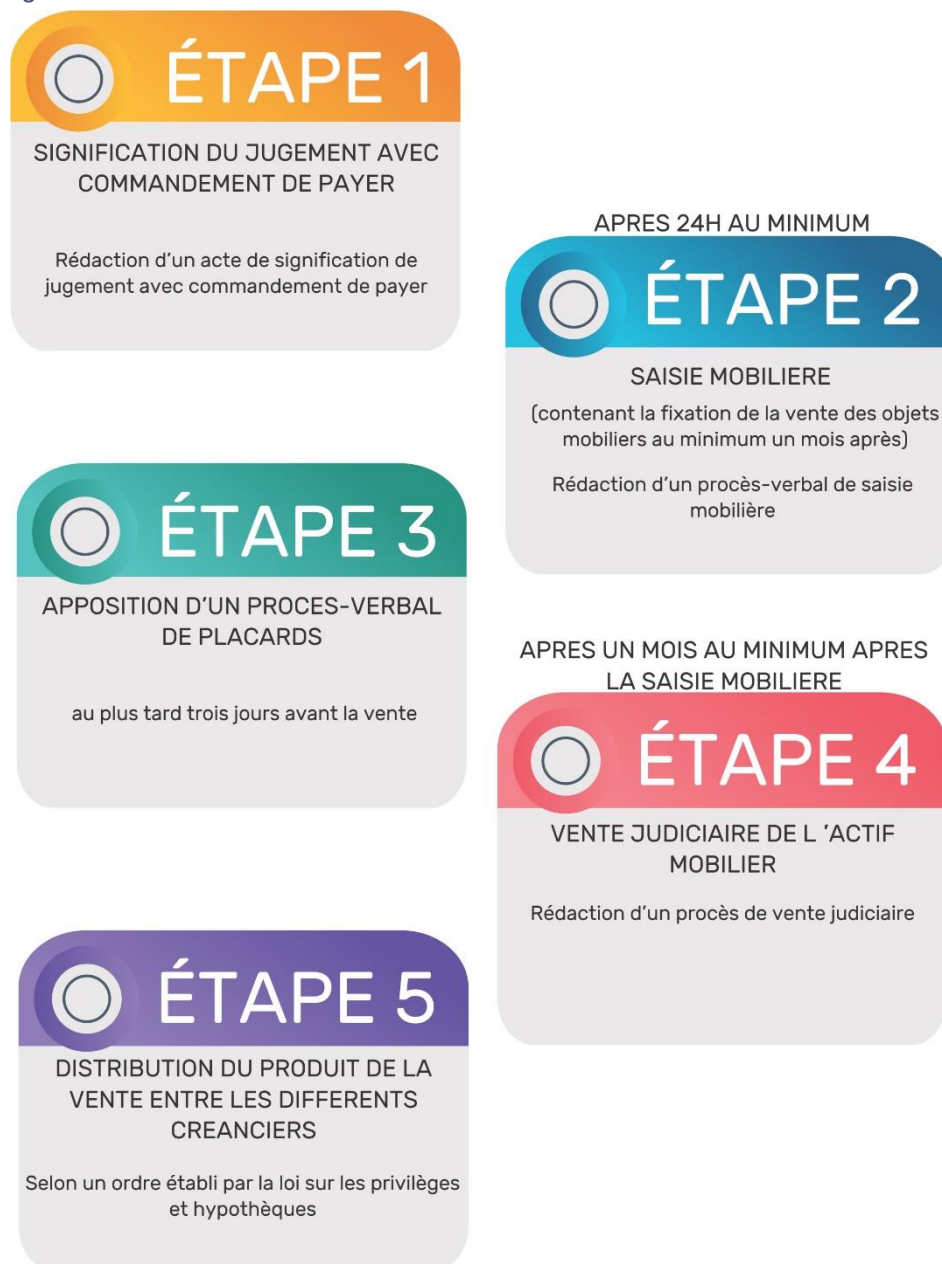 ÉTAPE 1
SIGNIFICATION DU JUGEMENT AVEC
COMMANDEMENT DE PAYER
Rédaction d'un acte de signification de
jugement avec commandement de payer
APRES 24H AU MINIMUM
ÉTAPE 2
SAISIE MOBILIERE
(contenant la fixation de la vente des objets
mobiliers au minimum un mois après)
Rédaction d'un procès-verbal de saisie
mobilière
ÉTAPE 3
APPOSITION D'UN PROCES-VERBAL
DE PLACARDS
au plus tard trois jours avant la vente
APRES UN MOIS AU MINIMUM APRES
LA SAISIE MOBILIERE
ÉTAPE 4
VENTE JUDICIAIRE DE L 'ACTIF
MOBILIER
Rédaction d'un procès de vente judiciaire
ÉTAPE 5
DISTRIBUTION DU PRODUIT DE LA
VENTE ENTRE LES DIFFERENTS
CREANCIERS
Selon un ordre établi par la loi sur les privilèges
et hypothèques